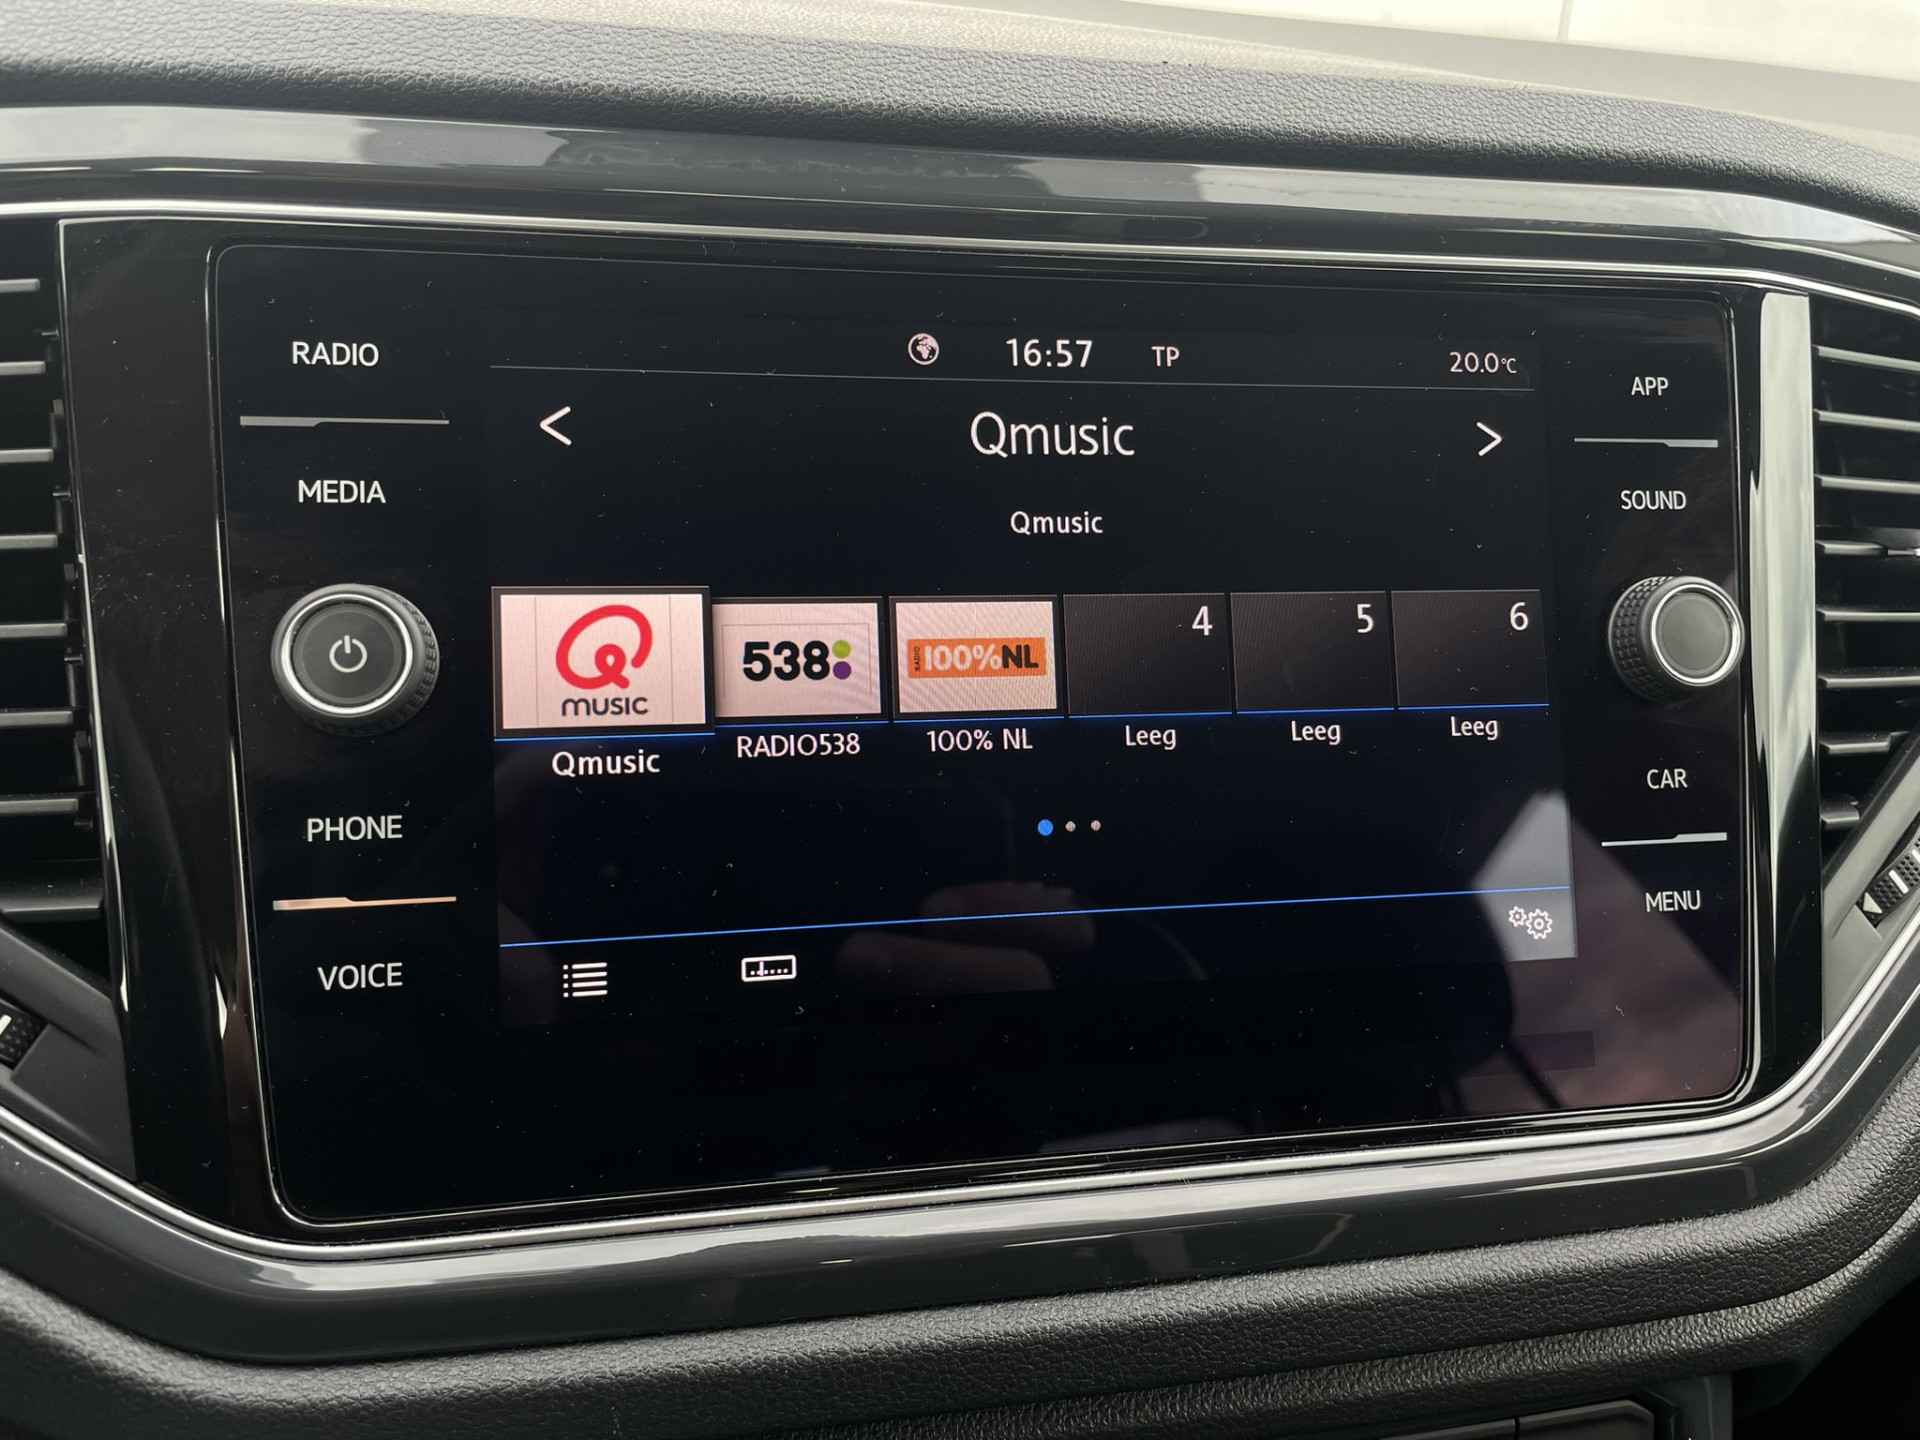 RADIO
MEDIA
PHONE
VOICE
16:57 TP 20.0°C
< Qmusic >
Qmusic
MUSIC
538
RADIO 100%NL
4
5
6
Qmusic
RADIO538
100% NL
Leeg
Leeg
Leeg
APP
SOUND
CAR
MENU